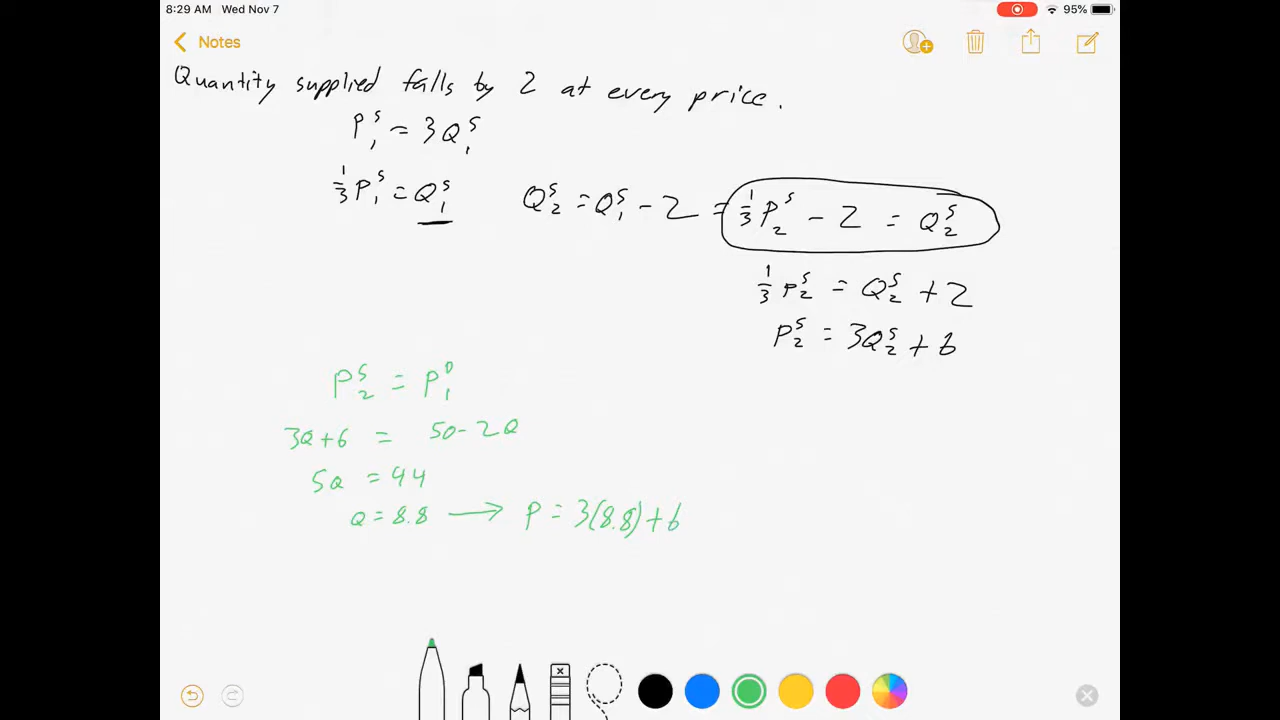 8:29 AM Wed Nov 7 95%
Notes
Quantity supplied falls by 2 at every price.
P₁ˢ = 3Q₁ˢ
⅓P₁ˢ = Q₁ˢ Q₂ˢ = Q₁ˢ - 2 = ⅓P₂ˢ - 2 = Q₂ˢ
⅓P₂ˢ = Q₂ˢ + 2
P₂ˢ = 3Q₂ˢ + 6
P₂ˢ = P₁ᴰ
3Q + 6 = 50 - 2Q
5Q = 44
Q = 8.8 → P = 3(8.8) + 6